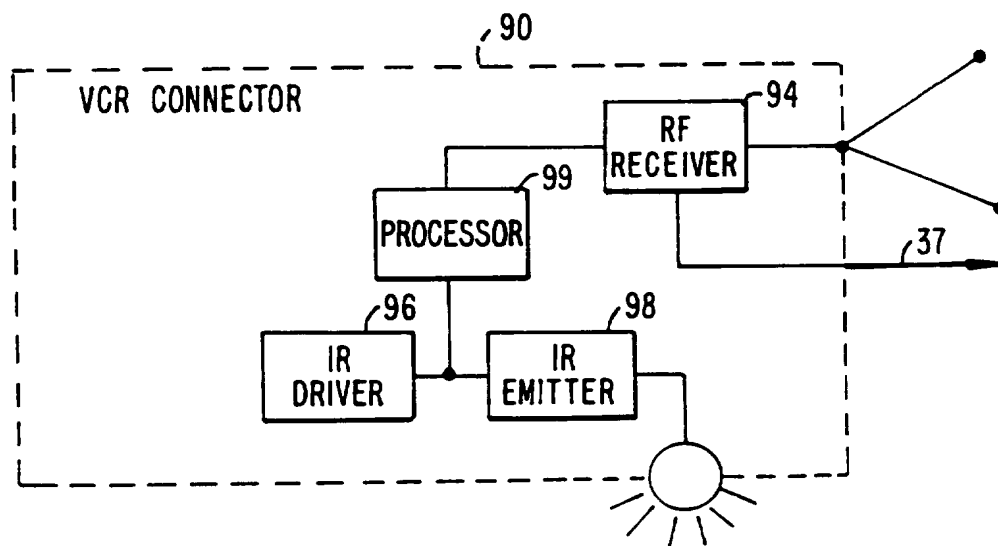 90
VCR CONNECTOR
94
RF
RECEIVER
99
PROCESSOR
37
96
IR
DRIVER
98
IR
EMITTER